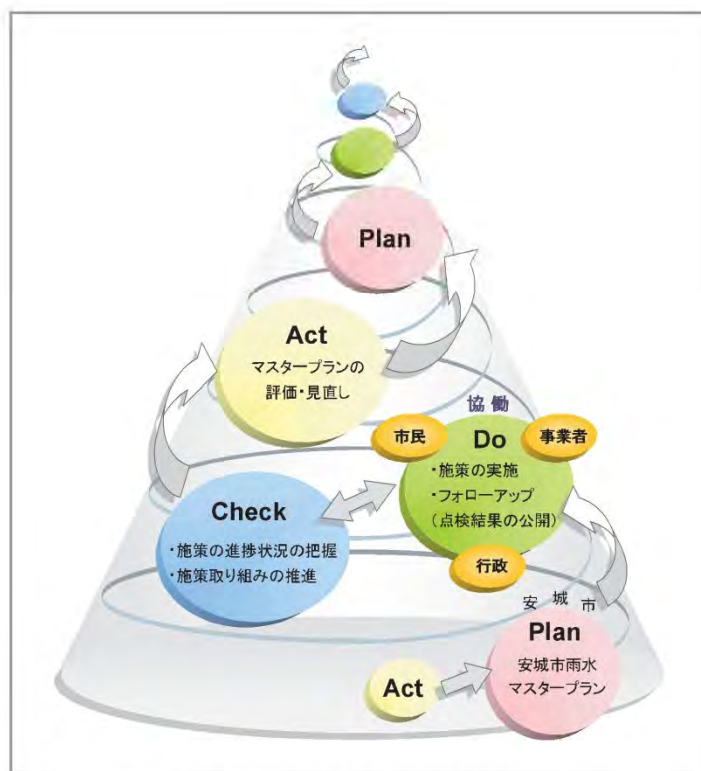 Plan
Act
マスタープランの
評価・見直し
協働
市民
事業者
Do
・施策の実施
・フォローアップ
（点検結果の公開）
行政
Check
・施策の進捗状況の把握
・施策取り組みの推進
安城市
Plan
安城市雨水
マスタープラン
Act